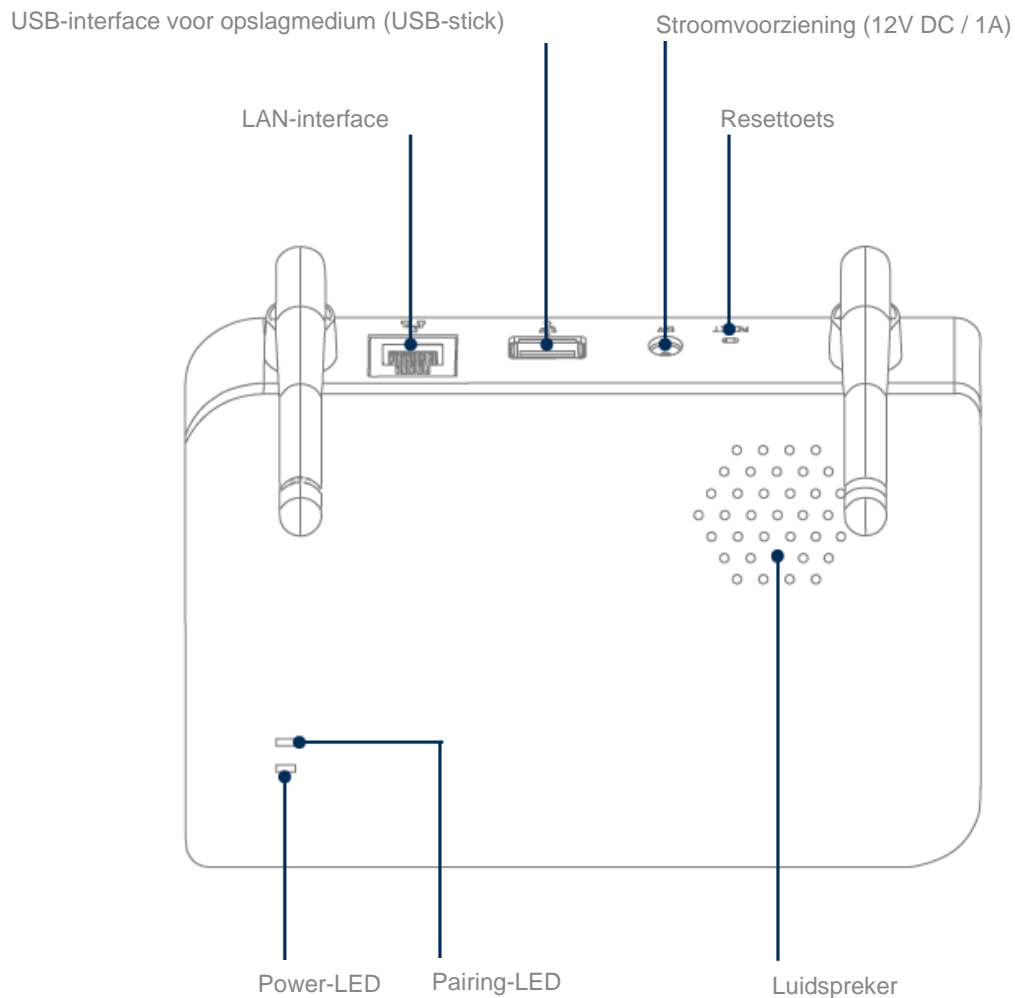 USB-interface voor opslagmedium (USB-stick)
Stroomvoorziening (12V DC / 1A)
LAN-interface
Resettoets
Power-LED
Pairing-LED
Luidspreker